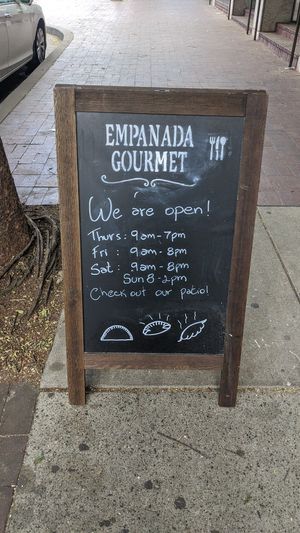 EMPANADA
GOURMET
We are open!
Thurs: 9am-7pm
Fri: 9am-8pm
Sat: 9am-8pm
Sun 8-2pm
Check out our patio!